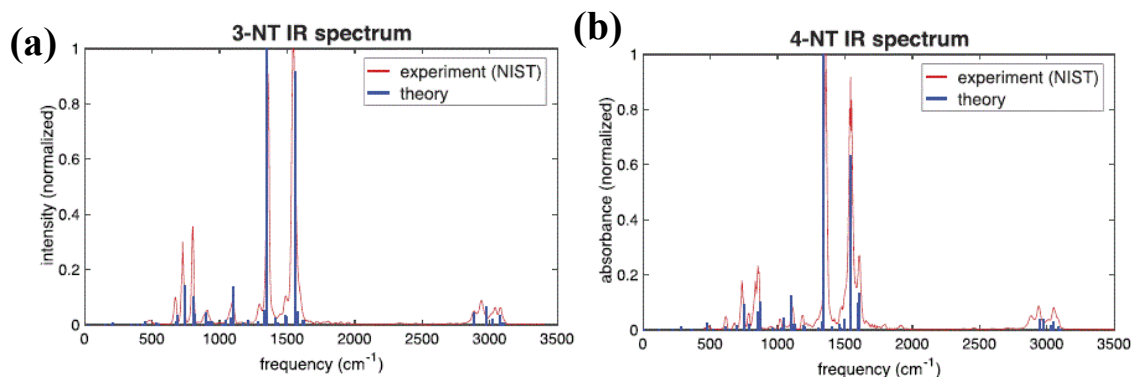 (a)
3-NT IR spectrum
experiment (NIST)
theory
intensity (normalized)
1
0.8
0.6
0.4
0.2
0
0 500 1000 1500 2000 2500 3000 3500
frequency (cm⁻¹)
(b)
4-NT IR spectrum
experiment (NIST)
theory
absorbance (normalized)
1
0.8
0.6
0.4
0.2
0
0 500 1000 1500 2000 2500 3000 3500
frequency (cm⁻¹)